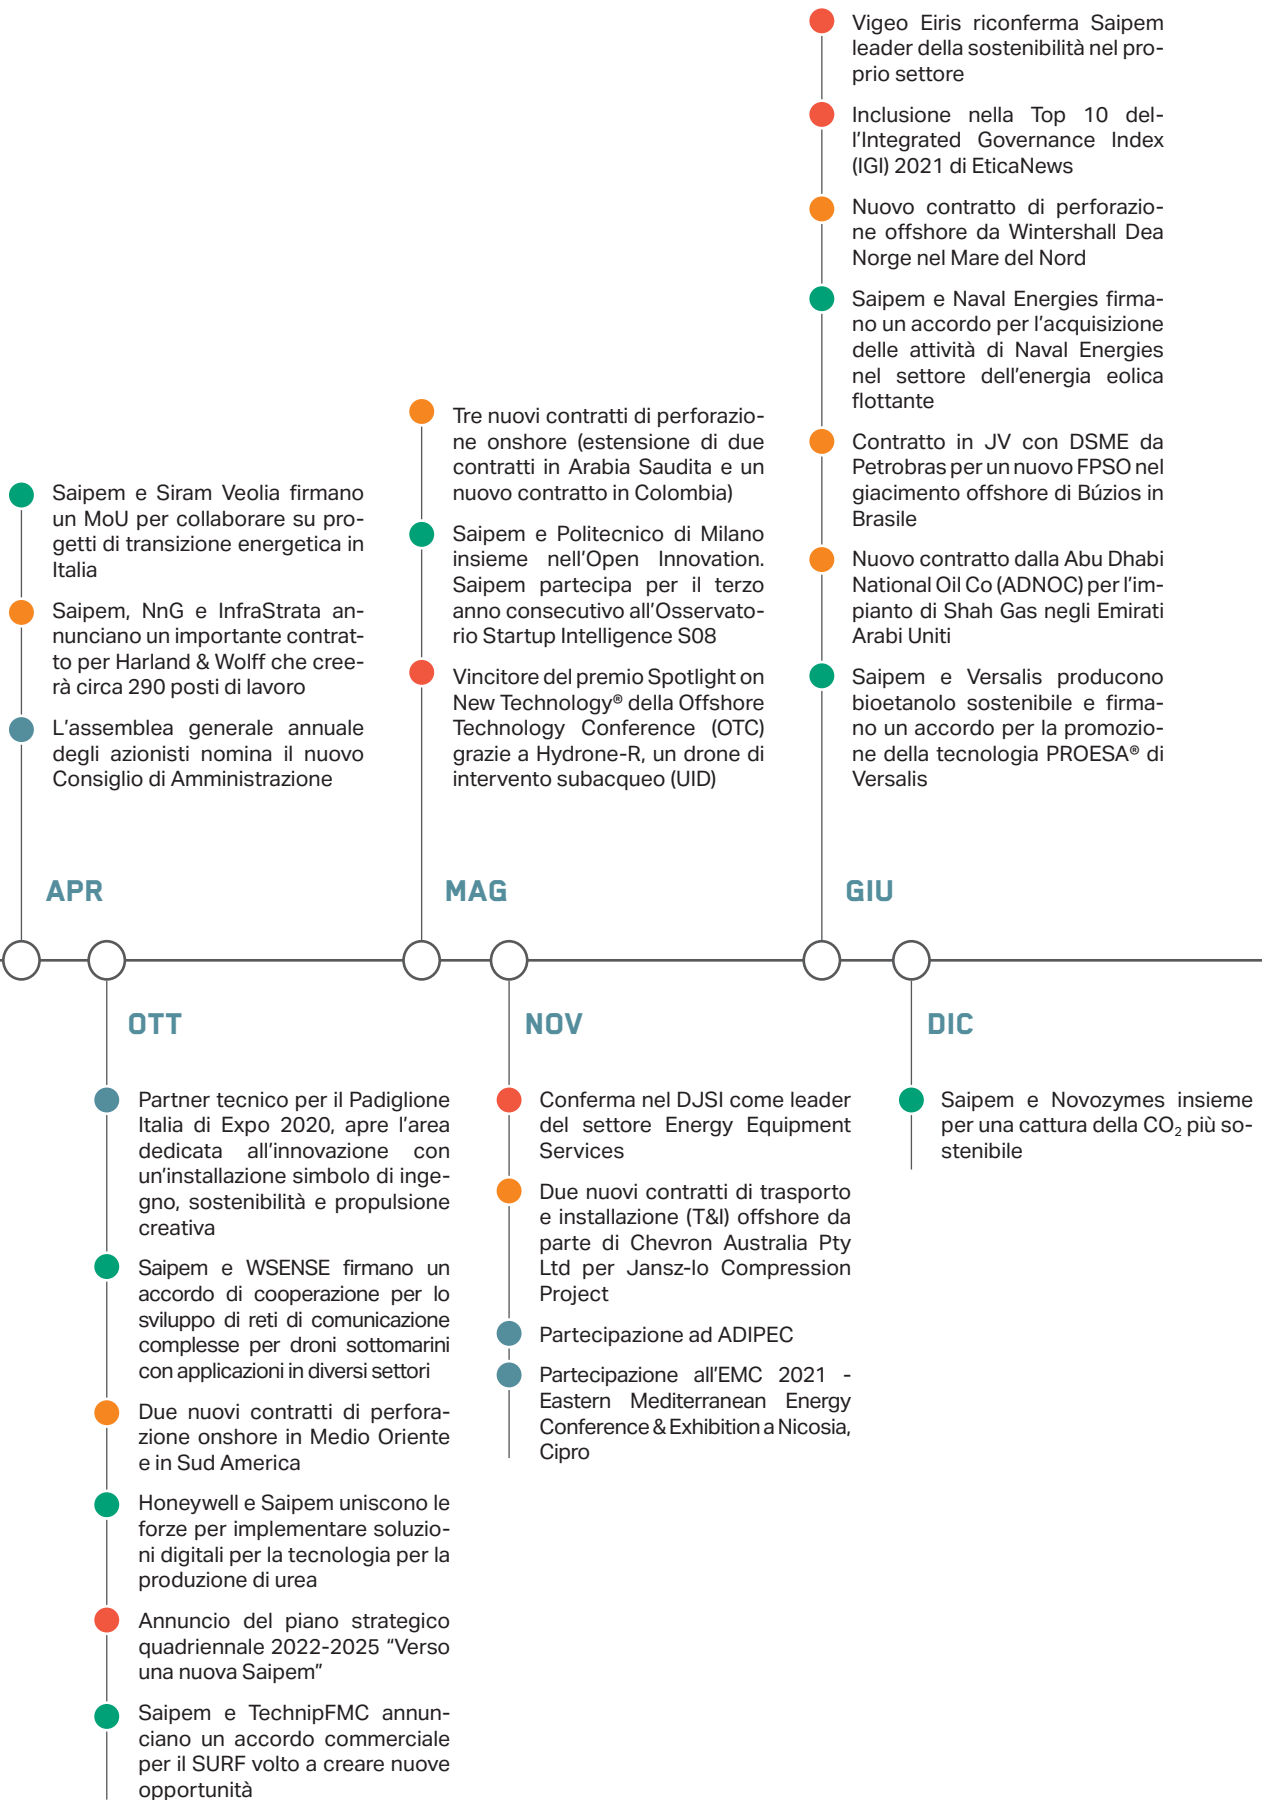 Saipem e Siram Veolia firmano
un MoU per collaborare su pro-
getti di transizione energetica in
Italia
Saipem, NnG e InfraStrata an-
nunciano un importante contrat-
to per Harland & Wolff che cree-
rà circa 290 posti di lavoro
L'assemblea generale annuale
degli azionisti nomina il nuovo
Consiglio di Amministrazione
APR
Tre nuovi contratti di perforazio-
ne onshore (estensione di due
contratti in Arabia Saudita e un
nuovo contratto in Colombia)
Saipem e Politecnico di Milano
insieme nell'Open Innovation.
Saipem partecipa per il terzo
anno consecutivo all'Osservato-
rio Startup Intelligence S08
Vincitore del premio Spotlight on
New Technology® della Offshore
Technology Conference (OTC)
grazie a Hydrone-R, un drone di
intervento subacqueo (UID)
MAG
Vigeo Eiris riconferma Saipem
leader della sostenibilità nel pro-
prio settore
Inclusione nella Top 10 del-
l'Integrated Governance Index
(IGI) 2021 di EticaNews
Nuovo contratto di perforazio-
ne offshore da Wintershall Dea
Norge nel Mare del Nord
Saipem e Naval Energies firma-
no un accordo per l'acquisizione
delle attività di Naval Energies
nel settore dell'energia eolica
flottante
Contratto in JV con DSME da
Petrobras per un nuovo FPSO nel
giacimento offshore di Búzios in
Brasile
Nuovo contratto dalla Abu Dhabi
National Oil Co (ADNOC) per l'im-
pianto di Shah Gas negli Emirati
Arabi Uniti
Saipem e Versalis producono
bioetanolo sostenibile e firma-
no un accordo per la promozio-
ne della tecnologia PROESA® di
Versalis
GIU
OTT
Partner tecnico per il Padiglione
Italia di Expo 2020, apre l'area
dedicata all'innovazione con
un'installazione simbolo di inge-
gno, sostenibilità e propulsione
creativa
Saipem e WSENSE firmano un
accordo di cooperazione per lo
sviluppo di reti di comunicazione
complesse per droni sottomarini
con applicazioni in diversi settori
Due nuovi contratti di perfora-
zione onshore in Medio Oriente
e in Sud America
Honeywell e Saipem uniscono le
forze per implementare soluzio-
ni digitali per la tecnologia per la
produzione di urea
Annuncio del piano strategico
quadriennale 2022-2025 "Verso
una nuova Saipem"
Saipem e TechnipFMC annun-
ciano un accordo commerciale
per il SURF volto a creare nuove
opportunità
NOV
Conferma nel DJSI come leader
del settore Energy Equipment
Services
Due nuovi contratti di trasporto
e installazione (T&I) offshore da
parte di Chevron Australia Pty
Ltd per Jansz-lo Compression
Project
Partecipazione ad ADIPEC
Partecipazione all'EMC 2021 -
Eastern Mediterranean Energy
Conference & Exhibition a Nicosia,
Cipro
DIC
Saipem e Novozymes insieme
per una cattura della CO₂ più so-
stenibile